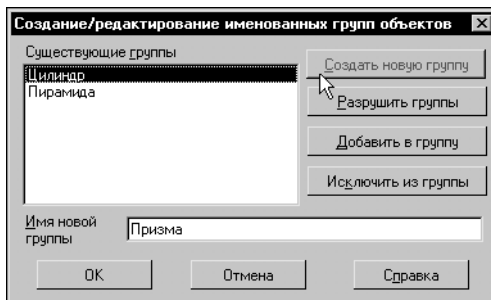 Создание/редактирование именованных групп объектов
Существующие группы
Цилиндр
Пирамида
Создать новую группу
Разрушить группы
Добавить в группу
Исключить из группы
Имя новой
группы
Призма
OK
Отмена
Справка